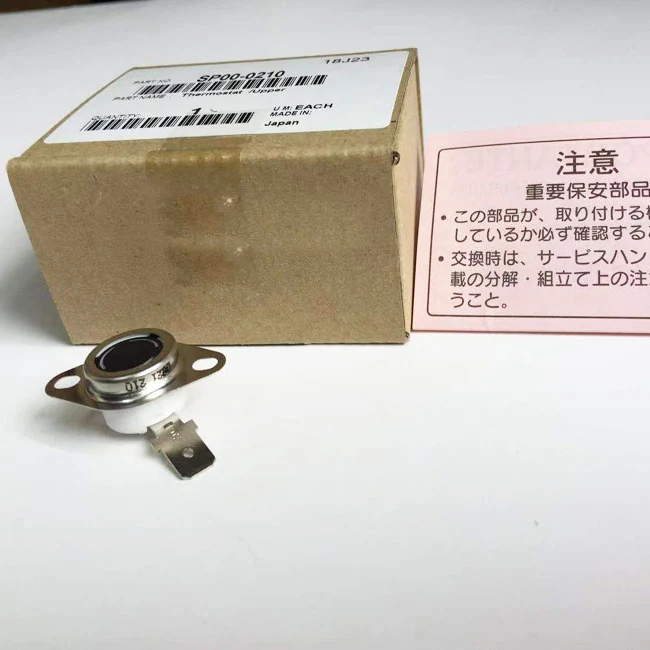 18J23
PART NO. SP00-0210
PART NAME: Thermostat /Upper
QUANTITY: 1
U M: EACH
MADE IN:
Japan
注意
重要保安部品
・この部品が、取り付ける
しているか必ず確認する
・交換時は、サービスハン
載の分解・組立て上の注
うこと。
0821 210